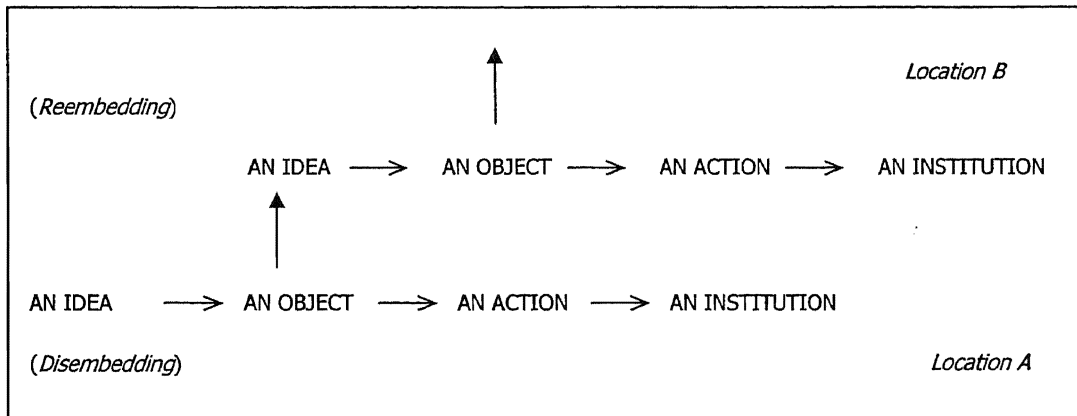 Location B
(Reembedding)
AN IDEA AN OBJECT AN ACTION AN INSTITUTION
AN IDEA AN OBJECT AN ACTION AN INSTITUTION
(Disembedding) Location A